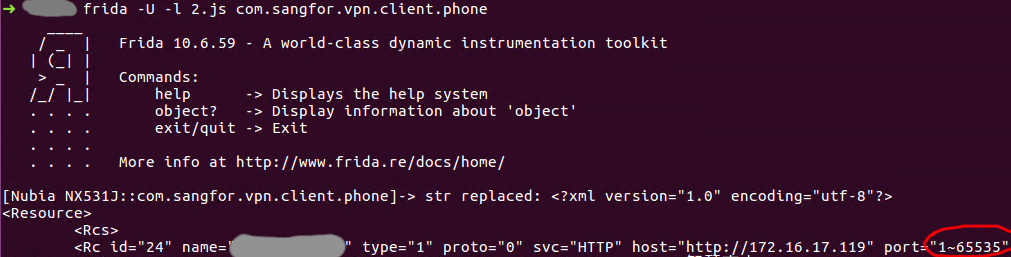 ➜ frida -U -l 2.js com.sangfor.vpn.client.phone
____
/ _ | Frida 10.6.59 - A world-class dynamic instrumentation toolkit
| (_| |
> _ | Commands:
/_/ |_| help -> Displays the help system
. . . . object? -> Display information about 'object'
. . . . exit/quit -> Exit
. . . .
. . . . More info at http://www.frida.re/docs/home/
[Nubia NX531J::com.sangfor.vpn.client.phone]-> str replaced: <?xml version="1.0" encoding="utf-8"?>
<Resource>
<Rcs>
<Rc id="24" name=" " type="1" proto="0" svc="HTTP" host="http://172.16.17.119" port="1~65535"